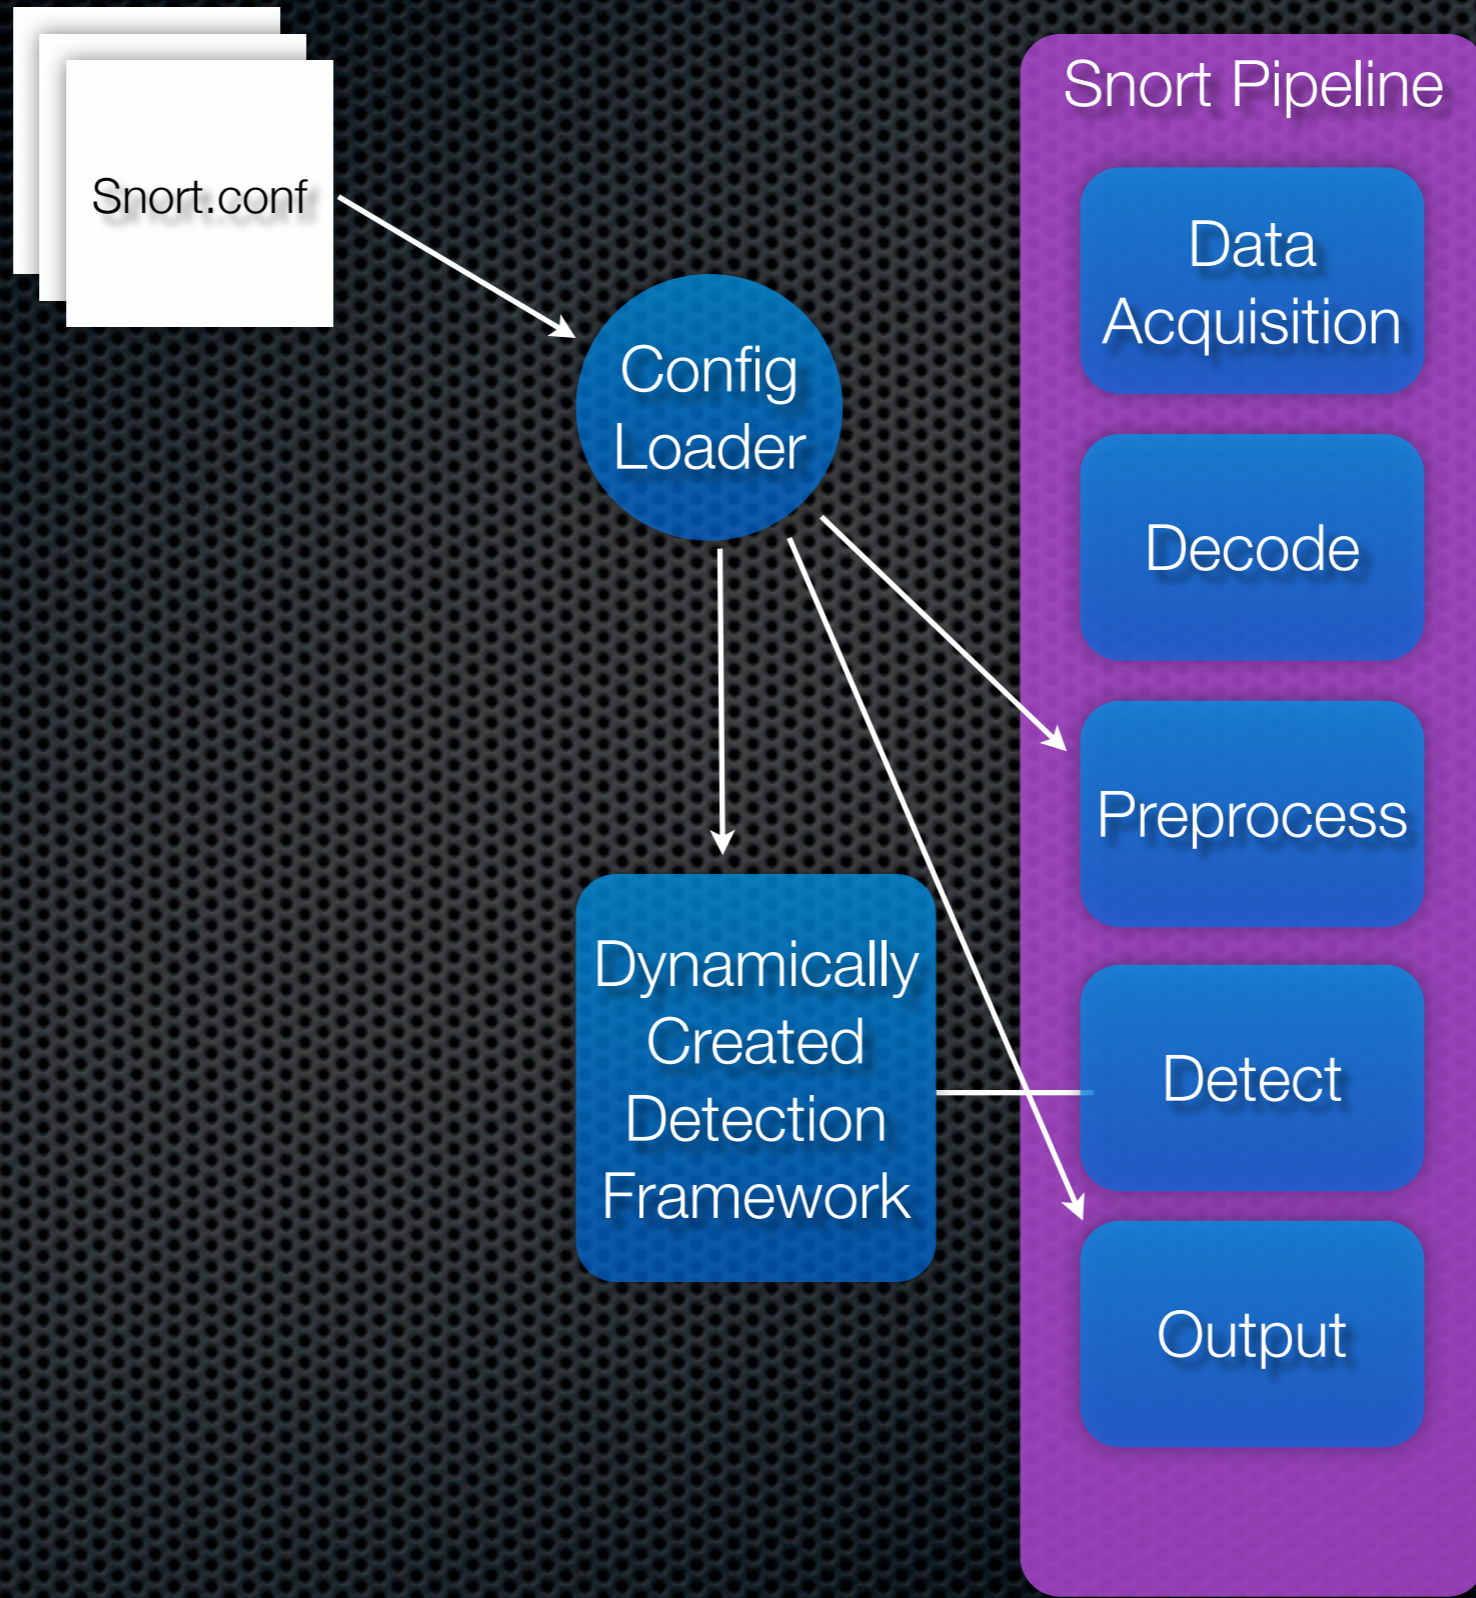 Snort.conf
Config
Loader
Dynamically
Created
Detection
Framework
Snort Pipeline
Data
Acquisition
Decode
Preprocess
Detect
Output